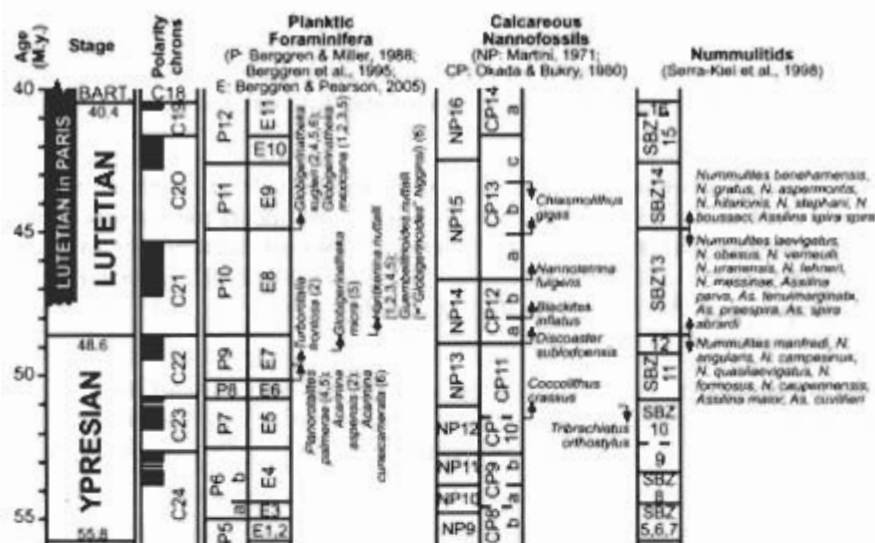 Age
(M.y.)
Stage
Polarity
chrons
Planktic
Foraminifera
(P: Berggren & Miller, 1988;
Berggren et al., 1995;
E: Berggren & Pearson, 2005)
Calcareous
Nannofossils
(NP: Martini, 1971;
CP: Okada & Bukry, 1980)
Nummulitids
(Serra-Kiel et al., 1998)
40
45
50
55
BART.
40.4
LUTETIAN in PARIS
LUTETIAN
48.6
YPRESIAN
55.8
C18
C19
C20
C21
C22
C23
C24
P12
P11
P10
P9
P8
P7
P6
b
a
P5
E11
E10
E9
E8
E7
E6
E5
E4
E3
E1,2
Globigerinatheka
kugleri (2,4,5,6);
Globigerinatheka
mexicana (1,2,3,5)
Turborotalia
frontosa (2)
Globigerinatheka
micra (5)
Hantkenina nuttalli
(1,2,3,4,5);
Guembelitrioides nuttalli
(="Globigerinoides" higginsi) (6)
Planorotalites
palmerae (4,5);
Acarinina
aspensis (2);
Acarinina
cuneicamerata (6)
NP16
NP15
NP14
NP13
NP12
NP11
NP10
NP9
CP14
a
c
CP13
b
a
CP12
b
a
CP11
CP
10
CP9
b
a
CP8
b
Chiasmolithus
gigas
Nannotetrina
fulgens
Blackites
inflatus
Discoaster
sublodoensis
Coccolithus
crassus
Tribrachiatus
orthostylus
16
SBZ
15
SBZ14
SBZ13
12
SBZ
11
SBZ
10
9
SBZ
8
SBZ
5,6,7
Nummulites benehamensis,
N. gratus, N. aspermontis,
N. hilarionis, N. stephani, N
boussaci, Assilina spira spira
Nummulites laevigatus,
N. obesus, N. verneuili,
N. uranensis, N. lehneri,
N. messinae, Assilina
parva, As. tenuimarginata,
As. praespira, As. spira
abrardi
Nummulites manfredi, N.
angularis, N. campesinus,
N. quasilaevigatus, N.
formosus, N. caupennensis,
Assilina maior, As. cuvillieri